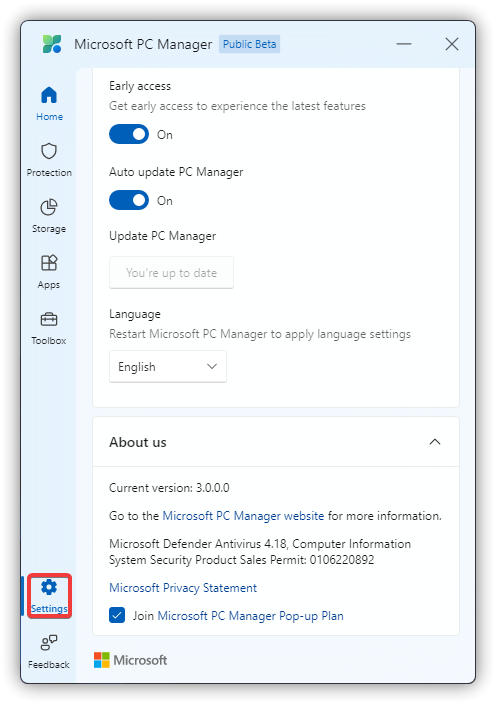 Microsoft PC Manager Public Beta
Home
Protection
Storage
Apps
Toolbox
Settings
Feedback
Early access
Get early access to experience the latest features
On
Auto update PC Manager
On
Update PC Manager
You're up to date
Language
Restart Microsoft PC Manager to apply language settings
English
About us
Current version: 3.0.0.0
Go to the Microsoft PC Manager website for more information.
Microsoft Defender Antivirus 4.18, Computer Information
System Security Product Sales Permit: 0106220892
Microsoft Privacy Statement
Join Microsoft PC Manager Pop-up Plan
Microsoft